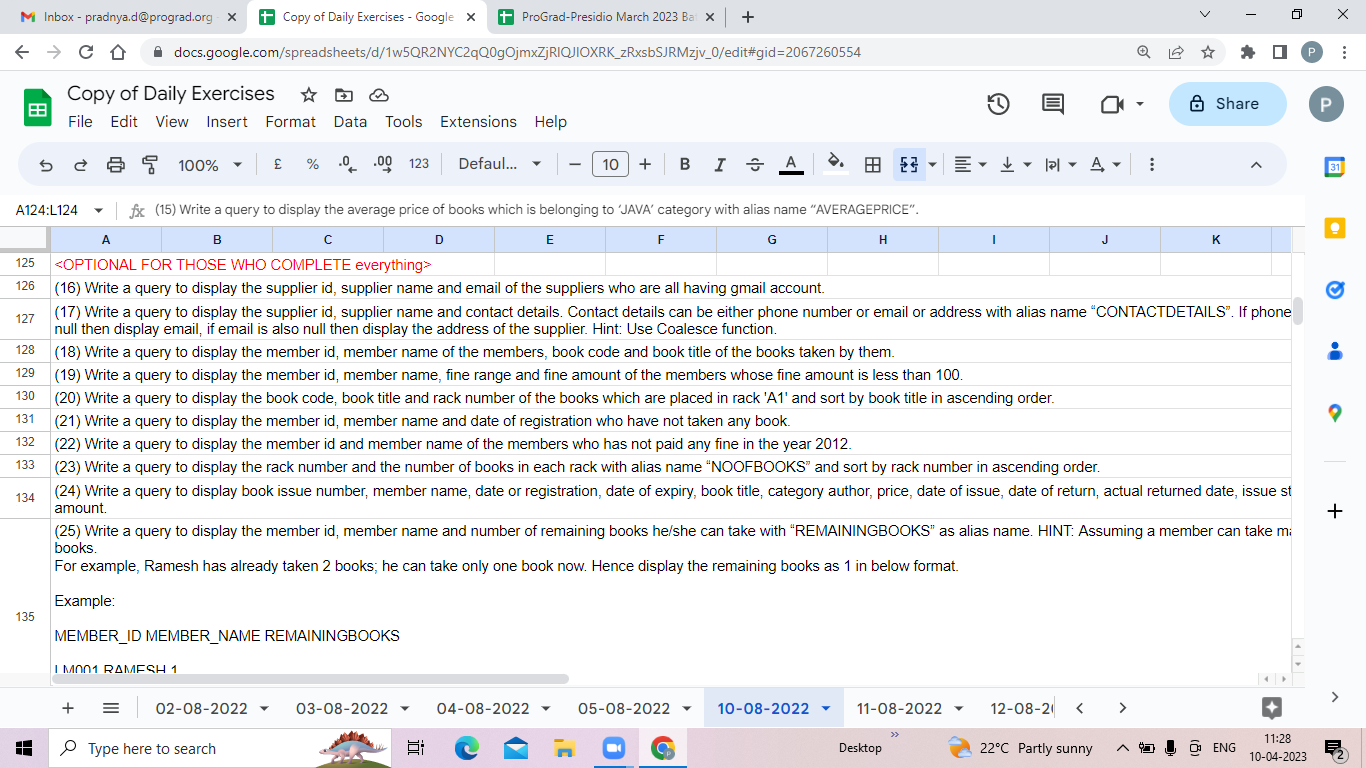 Inbox - pradnya.d@prograd.org
Copy of Daily Exercises - Google
ProGrad-Presidio March 2023 Ba
docs.google.com/spreadsheets/d/1w5QR2NYC2qQ0gOjmxZjRIQJIOXRK_zRxsbSJRMzjv_0/edit#gid=2067260554
P
Copy of Daily Exercises
File Edit View Insert Format Data Tools Extensions Help
Share
P
100% £ % .0 .00 123 Defaul... 10 B I S A
31
A124:L124 fx (15) Write a query to display the average price of books which is belonging to ‘JAVA’ category with alias name “AVERAGEPRICE”.
A B C D E F G H I J K
125 <OPTIONAL FOR THOSE WHO COMPLETE everything>
126 (16) Write a query to display the supplier id, supplier name and email of the suppliers who are all having gmail account.
127 (17) Write a query to display the supplier id, supplier name and contact details. Contact details can be either phone number or email or address with alias name “CONTACTDETAILS”. If phone
null then display email, if email is also null then display the address of the supplier. Hint: Use Coalesce function.
128 (18) Write a query to display the member id, member name of the members, book code and book title of the books taken by them.
129 (19) Write a query to display the member id, member name, fine range and fine amount of the members whose fine amount is less than 100.
130 (20) Write a query to display the book code, book title and rack number of the books which are placed in rack 'A1' and sort by book title in ascending order.
131 (21) Write a query to display the member id, member name and date of registration who have not taken any book.
132 (22) Write a query to display the member id and member name of the members who has not paid any fine in the year 2012.
133 (23) Write a query to display the rack number and the number of books in each rack with alias name “NOOFBOOKS” and sort by rack number in ascending order.
134 (24) Write a query to display book issue number, member name, date or registration, date of expiry, book title, category author, price, date of issue, date of return, actual returned date, issue st
amount.
135 (25) Write a query to display the member id, member name and number of remaining books he/she can take with “REMAININGBOOKS” as alias name. HINT: Assuming a member can take ma
books.
For example, Ramesh has already taken 2 books; he can take only one book now. Hence display the remaining books as 1 in below format.
Example:
MEMBER_ID MEMBER_NAME REMAININGBOOKS
LM001 RAMESH 1
02-08-2022 03-08-2022 04-08-2022 05-08-2022 10-08-2022 11-08-2022 12-08-2
Type here to search
Desktop
22°C Partly sunny
ENG
11:28
10-04-2023
2